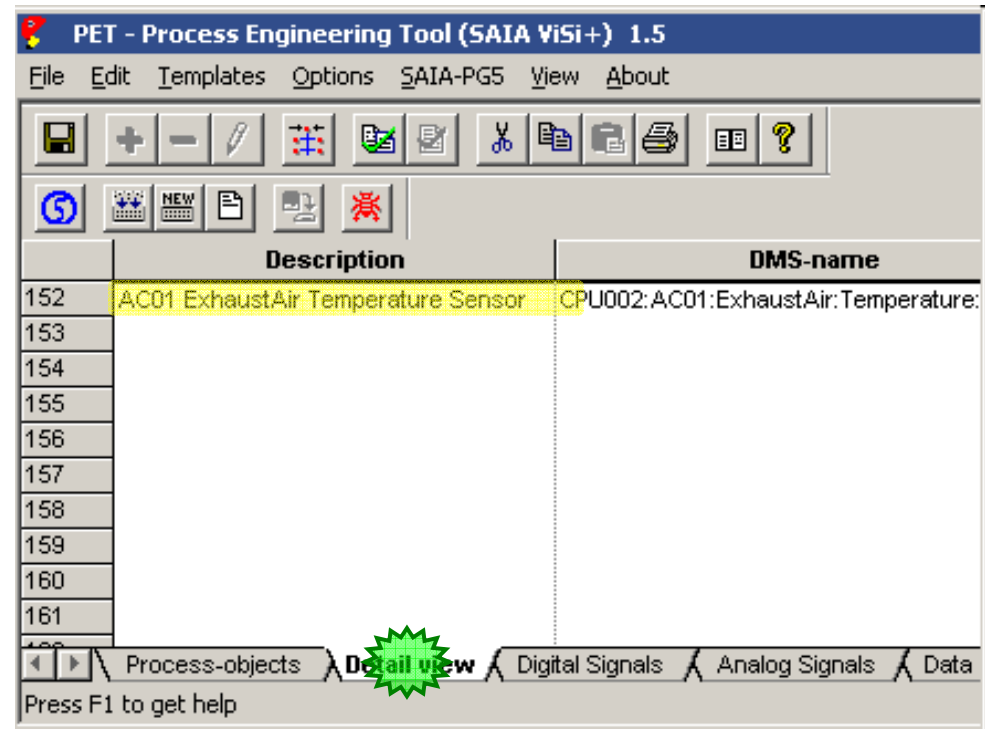 PET - Process Engineering Tool (SAIA ViSi+) 1.5
File Edit Templates Options SAIA-PG5 View About
NEW
Description DMS-name
152 AC01 ExhaustAir Temperature Sensor CPU002:AC01:ExhaustAir:Temperature:
153
154
155
156
157
158
159
160
161
Process-objects Detail view Digital Signals Analog Signals Data
Press F1 to get help